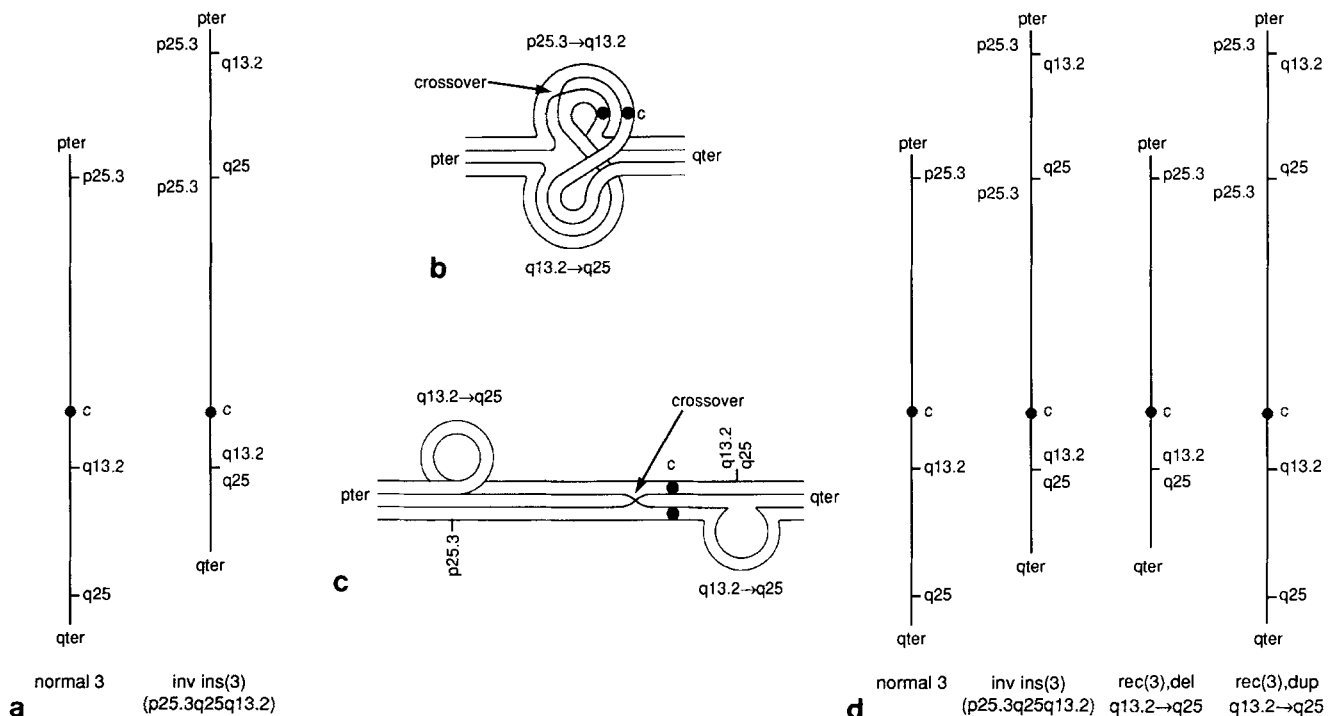 pter
p25.3
c
q13.2
q25
qter
normal 3
pter
p25.3
q13.2
q25
p25.3
c
q13.2
q25
qter
inv ins(3)
(p25.3q25q13.2)
a
p25.3→q13.2
crossover
c
pter
qter
q13.2→q25
b
q13.2→q25
crossover
c
q13.2
q25
pter
qter
p25.3
q13.2→q25
c
pter
p25.3
c
q13.2
q25
qter
normal 3
pter
p25.3
q13.2
q25
p25.3
c
q13.2
q25
qter
inv ins(3)
(p25.3q25q13.2)
pter
p25.3
c
q13.2
q25
qter
rec(3),del
q13.2→q25
pter
p25.3
q13.2
q25
p25.3
c
q13.2
q25
qter
rec(3),dup
q13.2→q25
d